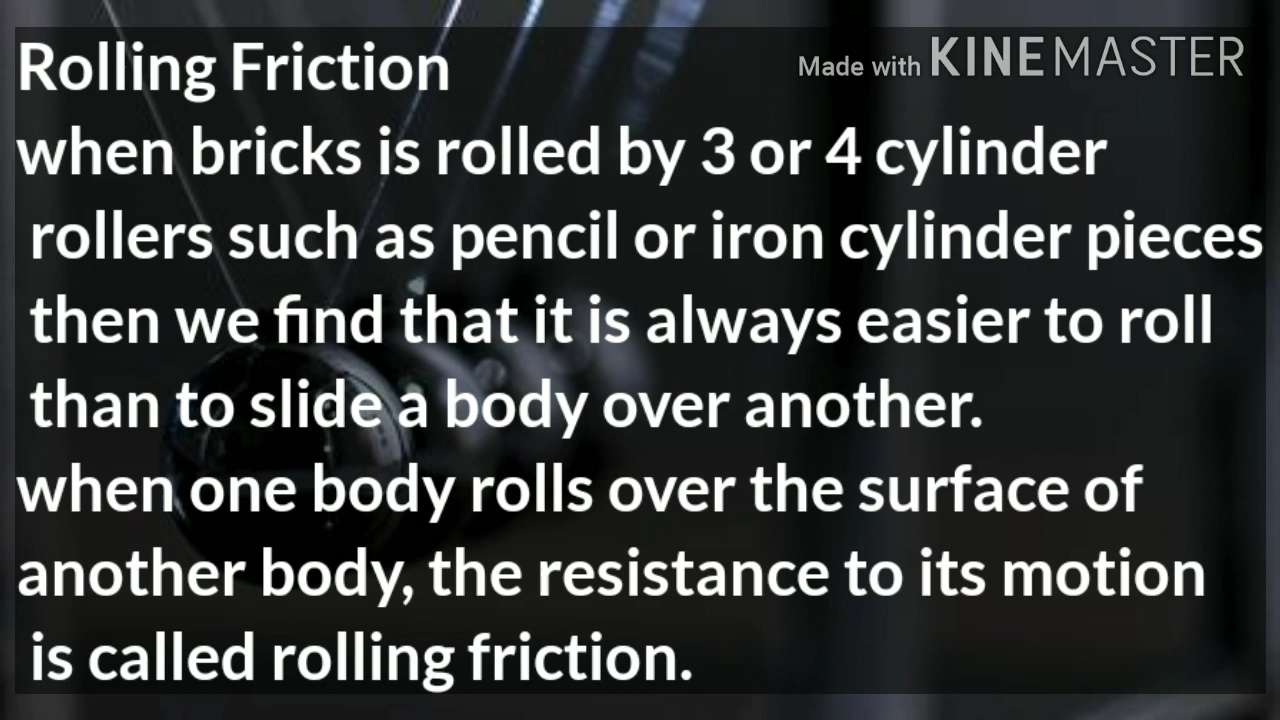 Rolling Friction
Made with KINEMASTER
when bricks is rolled by 3 or 4 cylinder
rollers such as pencil or iron cylinder pieces
then we find that it is always easier to roll
than to slide a body over another.
when one body rolls over the surface of
another body, the resistance to its motion
is called rolling friction.